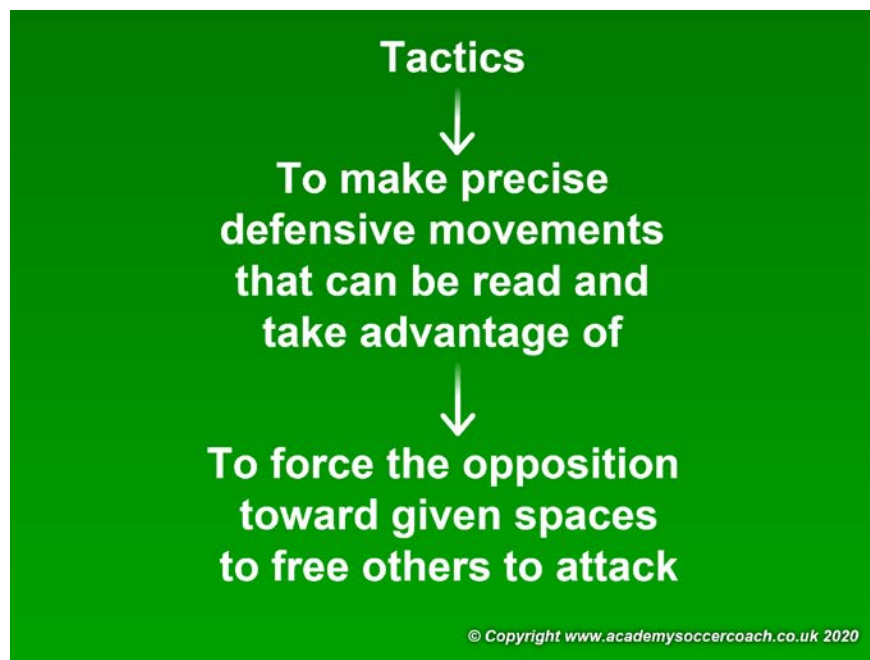 Tactics
To make precise
defensive movements
that can be read and
take advantage of
To force the opposition
toward given spaces
to free others to attack
© Copyright www.academysoccercoach.co.uk 2020